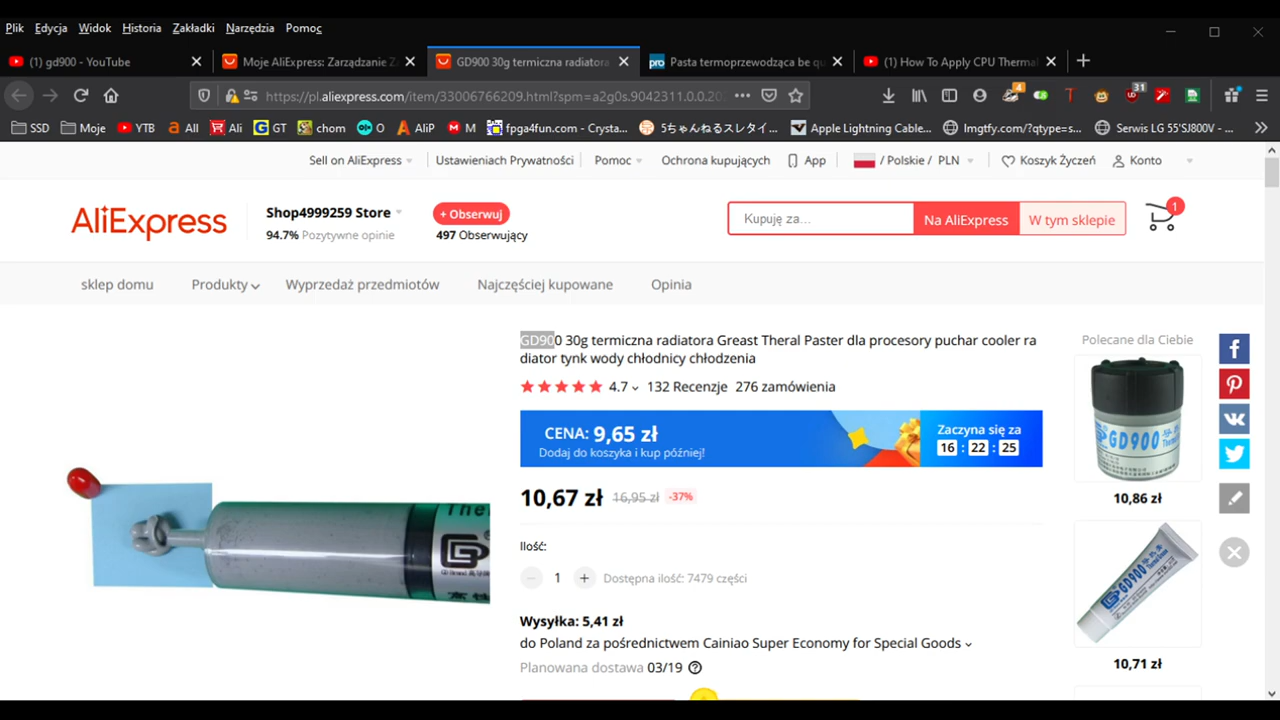 Plik Edycja Widok Historia Zakładki Narzędzia Pomoc
(1) gd900 - YouTube
Moje AliExpress: Zarządzanie Z
GD900 30g termiczna radiatora
pro Pasta termoprzewodząca be qu
(1) How To Apply CPU Thermal
https://pl.aliexpress.com/item/33006766209.html?spm=a2g0s.9042311.0.0.20
4 31
SSD Moje YTB All Ali GT chom O AliP M fpga4fun.com - Crysta... 5ちゃんねるスレタイ... Apple Lightning Cable... lmgtfy.com/?qtype=s... Serwis LG 55'SJ800V - ...
Sell on AliExpress Ustawieniach Prywatności Pomoc Ochrona kupujących App / Polskie / PLN Koszyk Życzeń Konto
AliExpress
Shop4999259 Store
94.7% Pozytywne opinie
+ Obserwuj
497 Obserwujący
Kupuję za... Na AliExpress W tym sklepie
1
sklep domu Produkty Wyprzedaż przedmiotów Najczęściej kupowane Opinia
GD900 30g termiczna radiatora Greast Theral Paster dla procesory puchar cooler ra
diator tynk wody chłodnicy chłodzenia
4.7 132 Recenzje 276 zamówienia
CENA: 9,65 zł
Dodaj do koszyka i kup później!
Zaczyna się za
16 : 22 : 25
10,67 zł 16,95 zł -37%
Ilość:
1 Dostępna ilość: 7479 części
Wysyłka: 5,41 zł
do Poland za pośrednictwem Cainiao Super Economy for Special Goods
Planowana dostawa 03/19
Polecane dla Ciebie
GD900
10,86 zł
GD900
10,71 zł